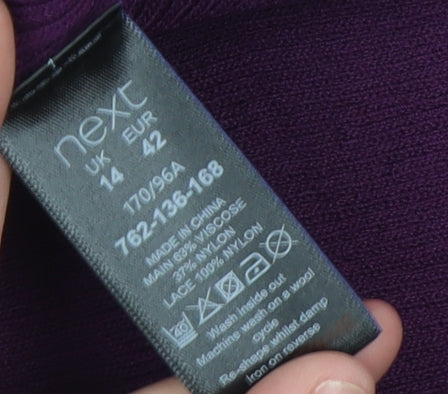 next
UK EUR
14 42
170/96A
762-136-168
MADE IN CHINA
MAIN 63% VISCOSE
37% NYLON
LACE 100% NYLON
40
Wash inside out
Machine wash on a wool
cycle
Re-shape whilst damp
Iron on reverse